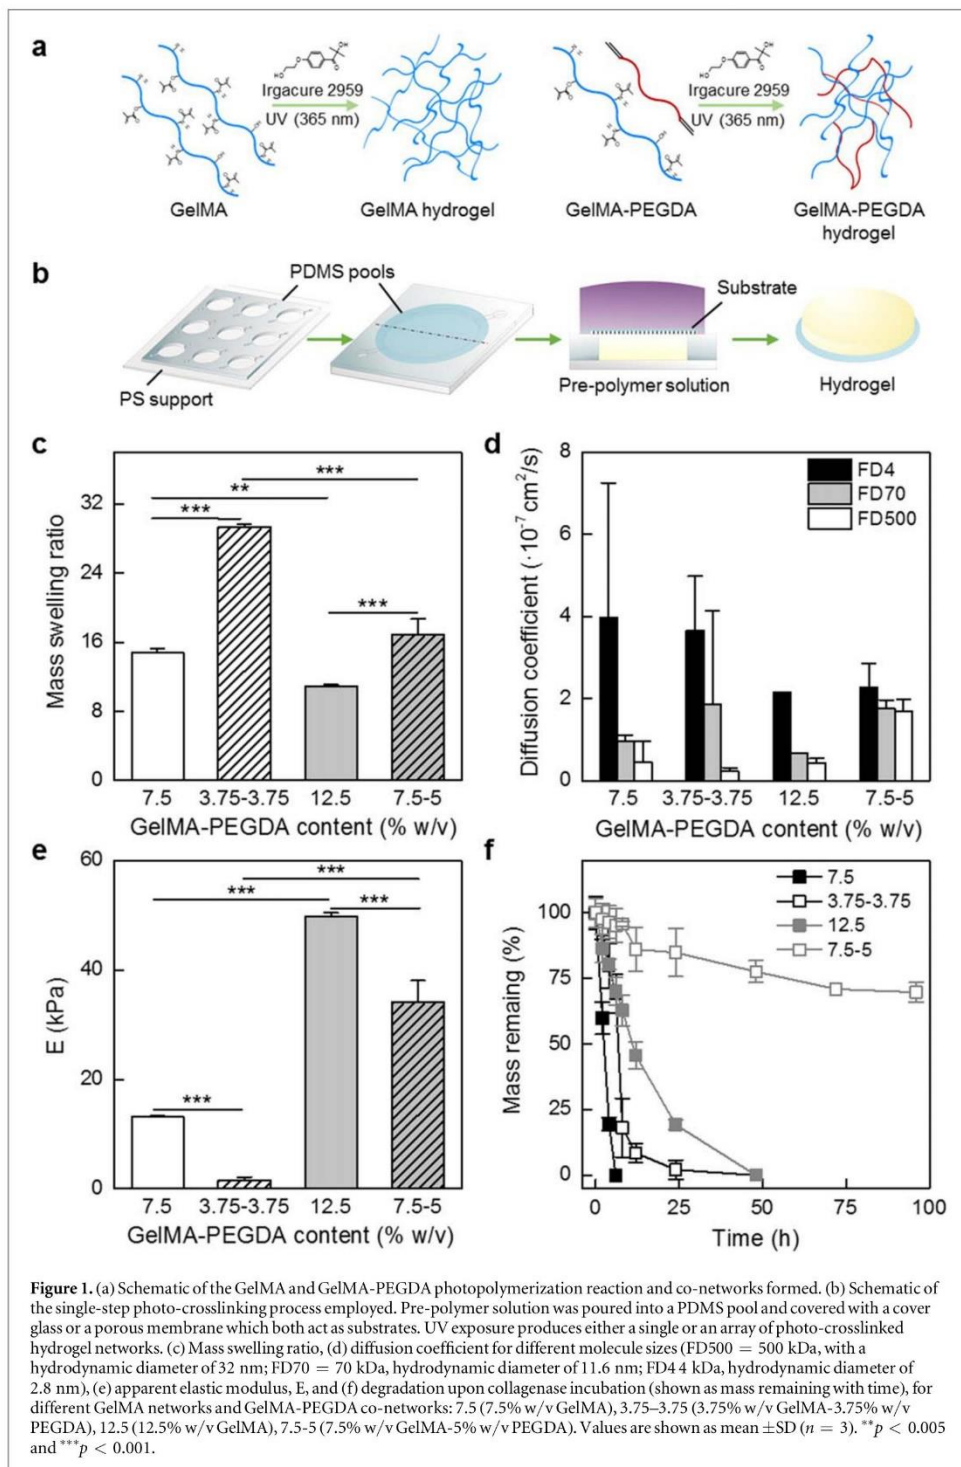 a
Irgacure 2959
UV (365 nm)
GelMA
GelMA hydrogel
Irgacure 2959
UV (365 nm)
GelMA-PEGDA
GelMA-PEGDA
hydrogel
b
PDMS pools
PS support
Substrate
Pre-polymer solution
Hydrogel
c
Mass swelling ratio
32
24
16
8
0
***
**
***
***
7.5 3.75-3.75 12.5 7.5-5
GelMA-PEGDA content (% w/v)
d
Diffusion coefficient (·10⁻⁷ cm²/s)
8
6
4
2
0
FD4
FD70
FD500
7.5 3.75-3.75 12.5 7.5-5
GelMA-PEGDA content (% w/v)
e
E (kPa)
60
40
20
0
***
***
***
***
7.5 3.75-3.75 12.5 7.5-5
GelMA-PEGDA content (% w/v)
f
Mass remaing (%)
100
75
50
25
0
7.5
3.75-3.75
12.5
7.5-5
0 25 50 75 100
Time (h)
Figure 1. (a) Schematic of the GelMA and GelMA-PEGDA photopolymerization reaction and co-networks formed. (b) Schematic of
the single-step photo-crosslinking process employed. Pre-polymer solution was poured into a PDMS pool and covered with a cover
glass or a porous membrane which both act as substrates. UV exposure produces either a single or an array of photo-crosslinked
hydrogel networks. (c) Mass swelling ratio, (d) diffusion coefficient for different molecule sizes (FD500 = 500 kDa, with a
hydrodynamic diameter of 32 nm; FD70 = 70 kDa, hydrodynamic diameter of 11.6 nm; FD4 4 kDa, hydrodynamic diameter of
2.8 nm), (e) apparent elastic modulus, E, and (f) degradation upon collagenase incubation (shown as mass remaining with time), for
different GelMA networks and GelMA-PEGDA co-networks: 7.5 (7.5% w/v GelMA), 3.75–3.75 (3.75% w/v GelMA-3.75% w/v
PEGDA), 12.5 (12.5% w/v GelMA), 7.5-5 (7.5% w/v GelMA-5% w/v PEGDA). Values are shown as mean ±SD (n = 3). **p < 0.005
and ***p < 0.001.